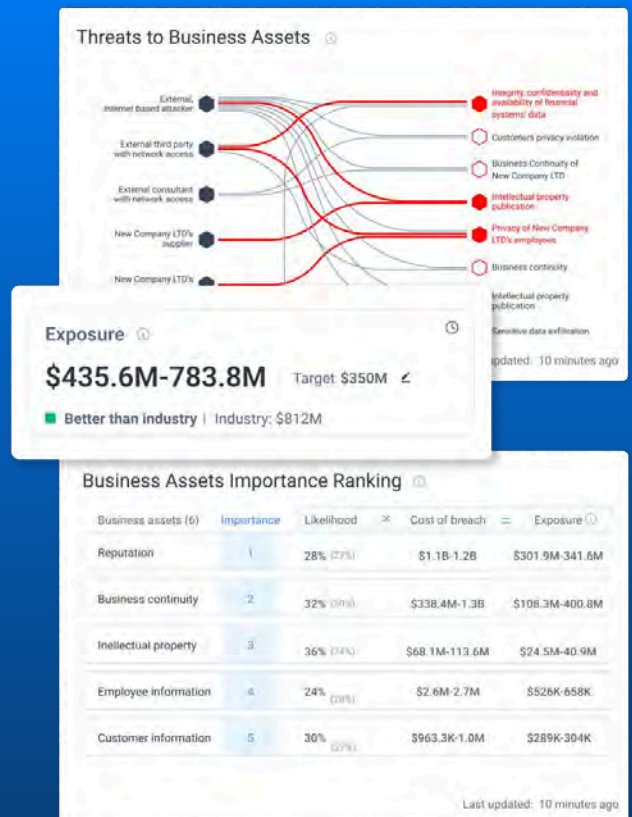 Threats to Business Assets
External,
internet based attacker
External third party
with network access
External consultant
with network access
New Company LTD's
supplier
New Company LTD's
Integrity, confidentiality and
availability of financial
systems' data
Customers privacy violation
Business Continuity of
New Company LTD
Intellectual property
publication
Privacy of New Company
LTD's employees
Business continuity
Intellectual property
publication
Sensitive data exfiltration
updated: 10 minutes ago
Exposure
$435.6M-783.8M Target $350M
Better than industry | Industry: $812M
Business Assets Importance Ranking
Business assets (6) Importance Likelihood × Cost of breach = Exposure
Reputation 1 28% (27%) $1.1B-1.2B $301.9M-341.6M
Business continuity 2 32% $338.4M-1.3B $108.3M-400.8M
Inellectual property 3 36% $68.1M-113.6M $24.5M-40.9M
Employee information 4 24% $2.6M-2.7M $526K-658K
Customer information 5 30% (27%) $963.3K-1.0M $289K-304K
Last updated: 10 minutes ago